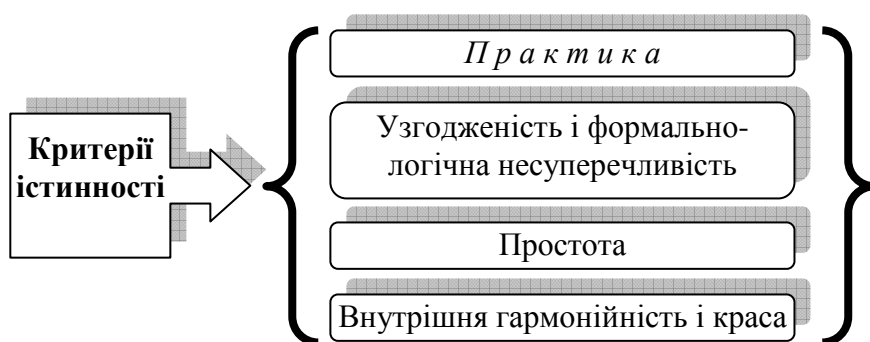 Критерії
істинності
П р а к т и к а
Узгодженість і формально-
логічна несуперечливість
Простота
Внутрішня гармонійність і краса